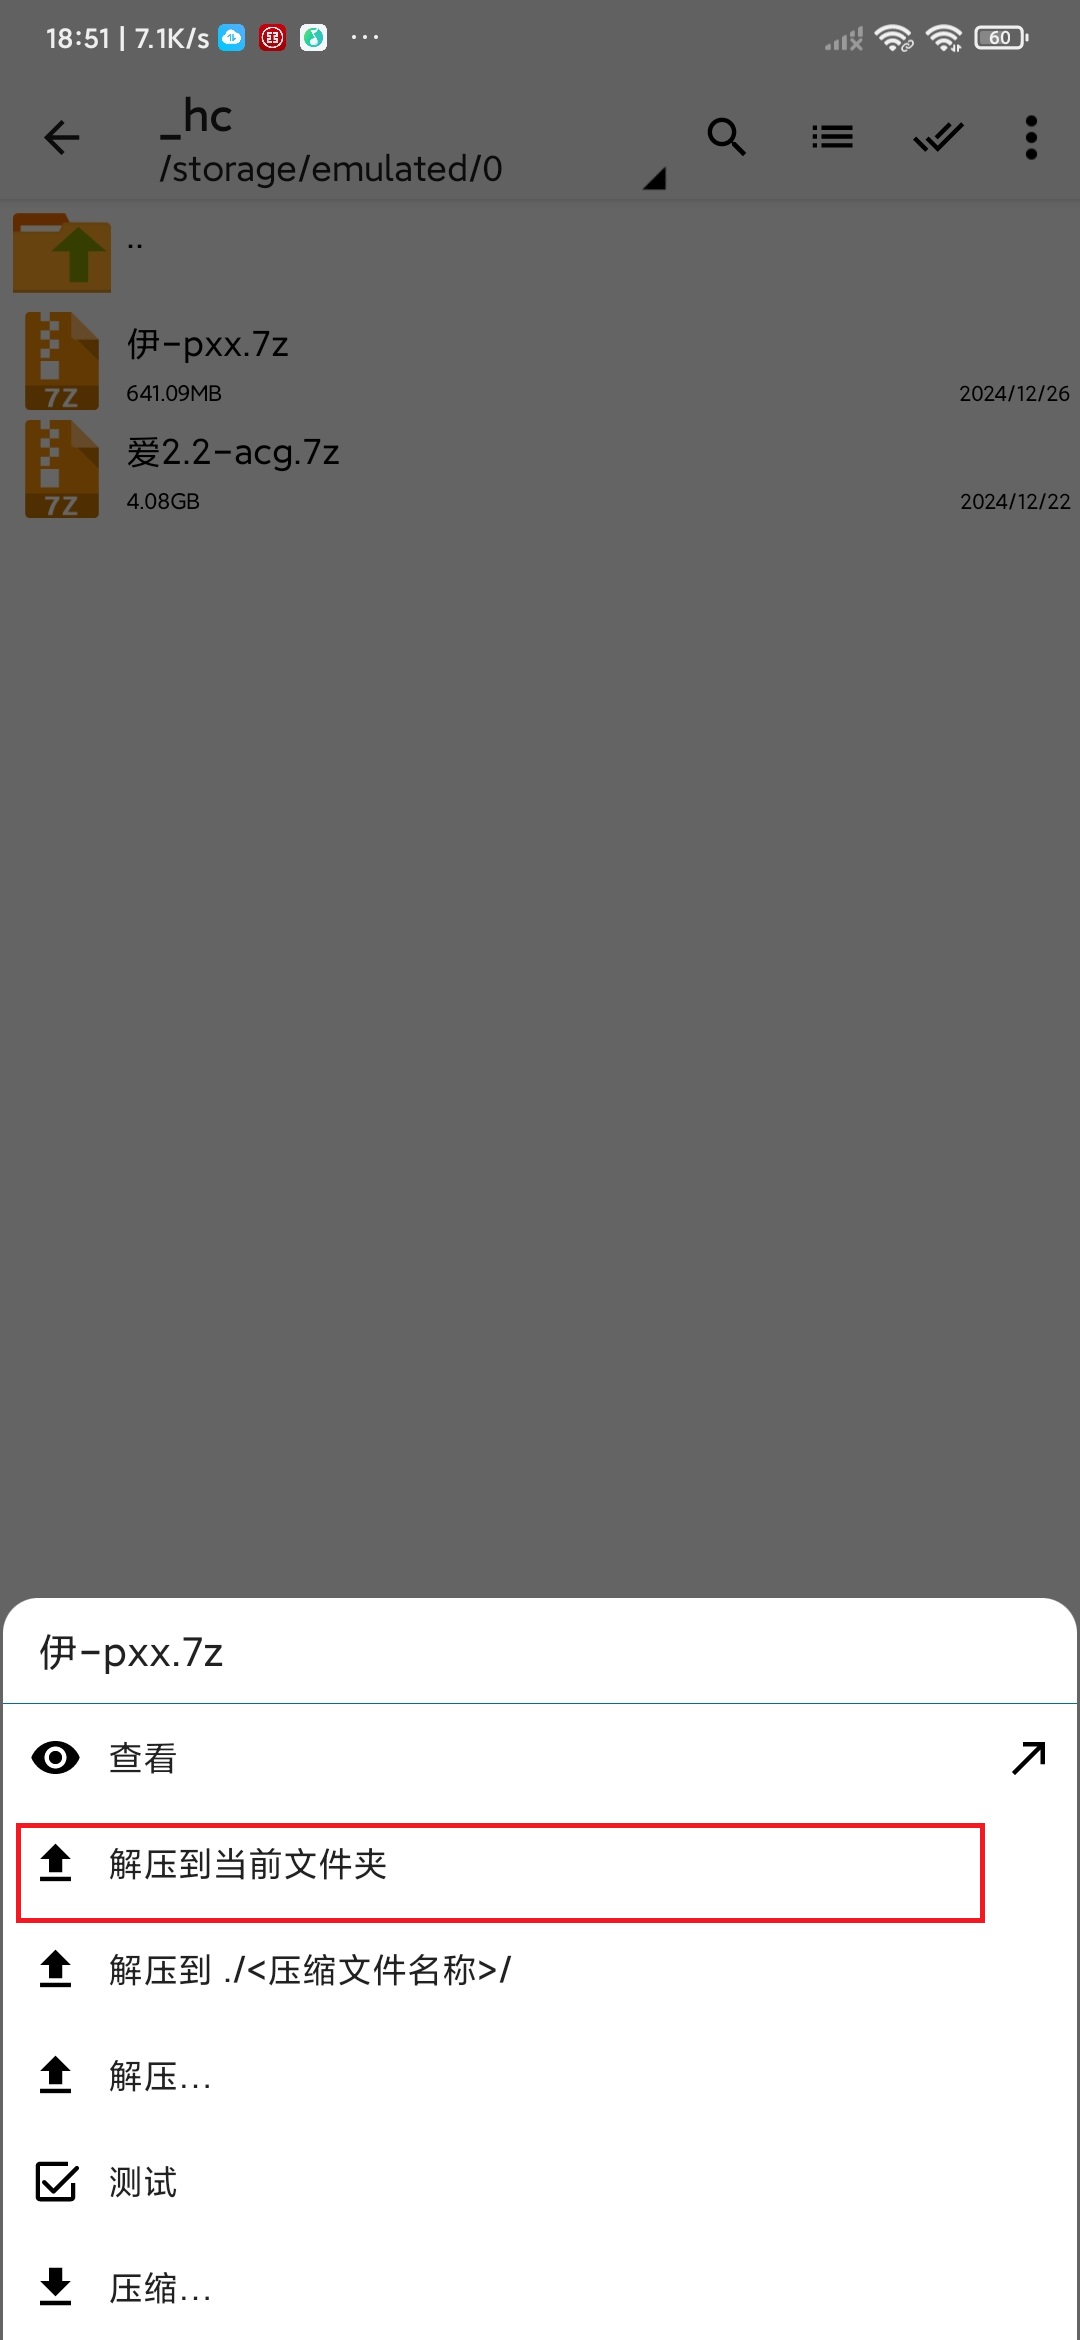 18:51 | 7.1K/s ...
60
_hc
/storage/emulated/0
..
伊-pxx.7z
641.09MB 2024/12/26
7Z
爱2.2-acg.7z
4.08GB 2024/12/22
7Z
伊-pxx.7z
查看
解压到当前文件夹
解压到 ./<压缩文件名称>/
解压...
测试
压缩...